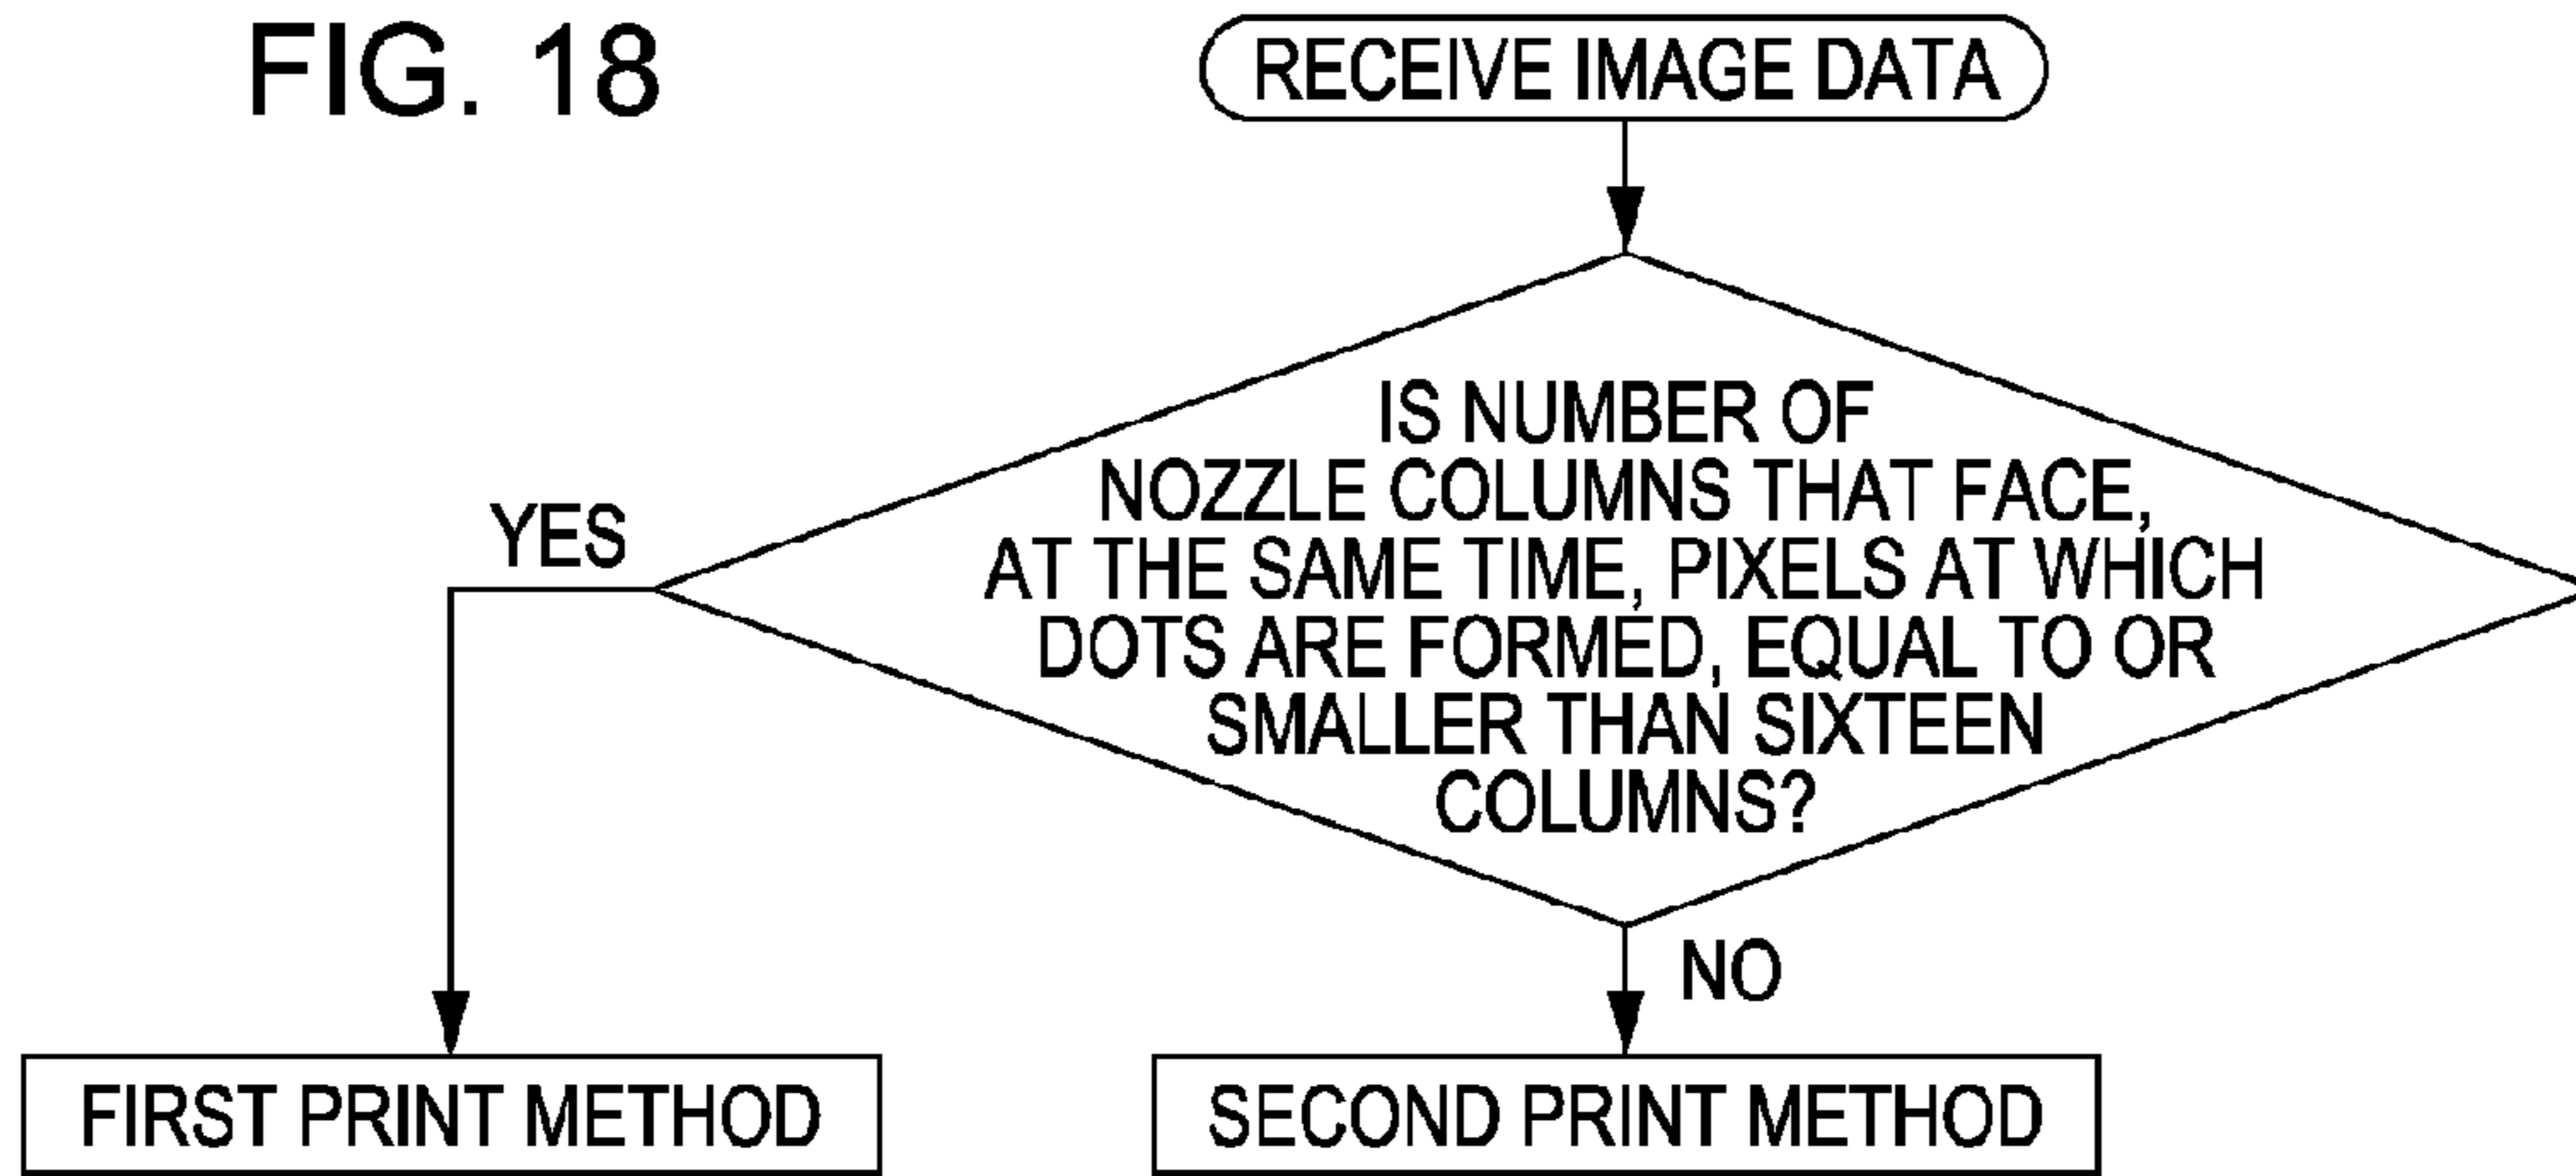 FIG. 18
RECEIVE IMAGE DATA
IS NUMBER OF
NOZZLE COLUMNS THAT FACE,
AT THE SAME TIME, PIXELS AT WHICH
DOTS ARE FORMED, EQUAL TO OR
SMALLER THAN SIXTEEN
COLUMNS?
YES
NO
FIRST PRINT METHOD
SECOND PRINT METHOD